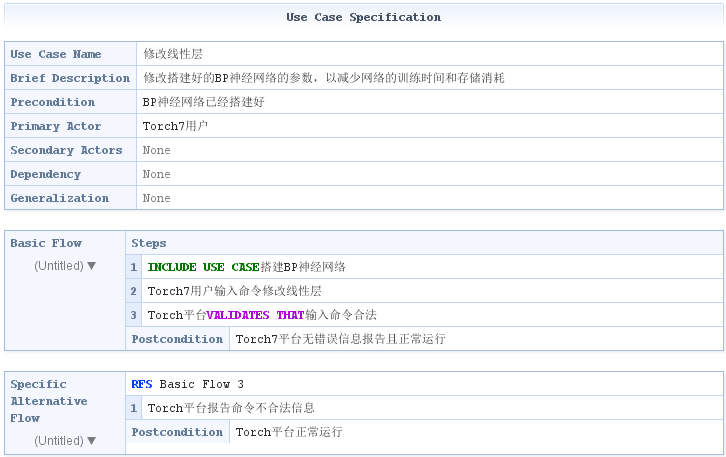 Use Case Specification
Use Case Name 修改线性层
Brief Description 修改搭建好的BP神经网络的参数，以减少网络的训练时间和存储消耗
Precondition BP神经网络已经搭建好
Primary Actor Torch7用户
Secondary Actors None
Dependency None
Generalization None
Basic Flow Steps
(Untitled) ▼
1 INCLUDE USE CASE搭建BP神经网络
2 Torch7用户输入命令修改线性层
3 Torch平台VALIDATES THAT输入命令合法
Postcondition Torch7平台无错误信息报告且正常运行
Specific Alternative Flow
(Untitled) ▼
RFS Basic Flow 3
1 Torch平台报告命令不合法信息
Postcondition Torch平台正常运行